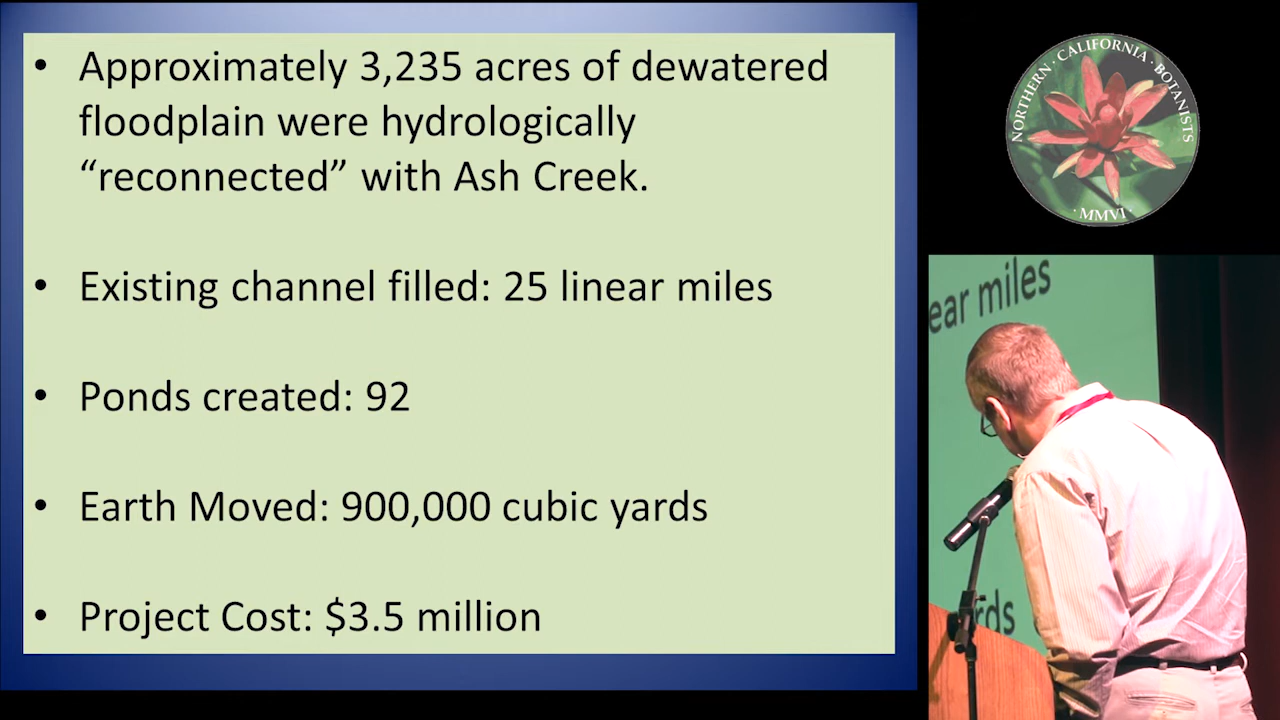 • Approximately 3,235 acres of dewatered
floodplain were hydrologically
“reconnected” with Ash Creek.
• Existing channel filled: 25 linear miles
• Ponds created: 92
• Earth Moved: 900,000 cubic yards
• Project Cost: $3.5 million
NORTHERN · CALIFORNIA · BOTANISTS
· MMVI ·
ear miles
rds